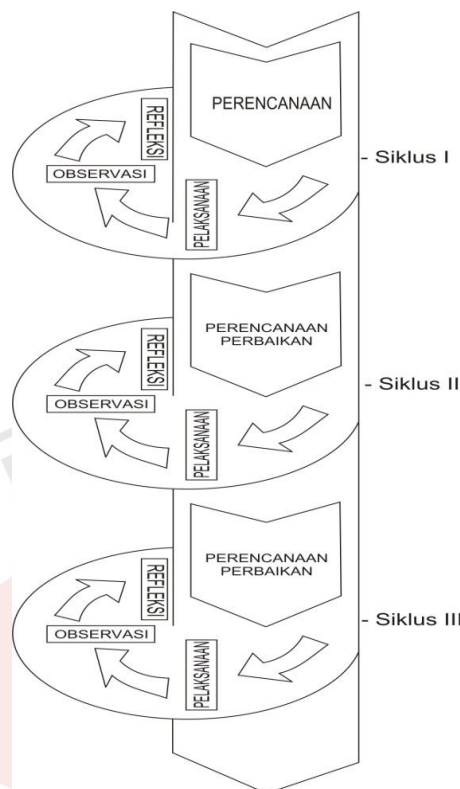 PERENCANAAN
REFLEKSI
- Siklus I
OBSERVASI
PELAKSANAAN
PERENCANAAN
PERBAIKAN
REFLEKSI
- Siklus II
OBSERVASI
PELAKSANAAN
PERENCANAAN
PERBAIKAN
REFLEKSI
- Siklus III
OBSERVASI
PELAKSANAAN